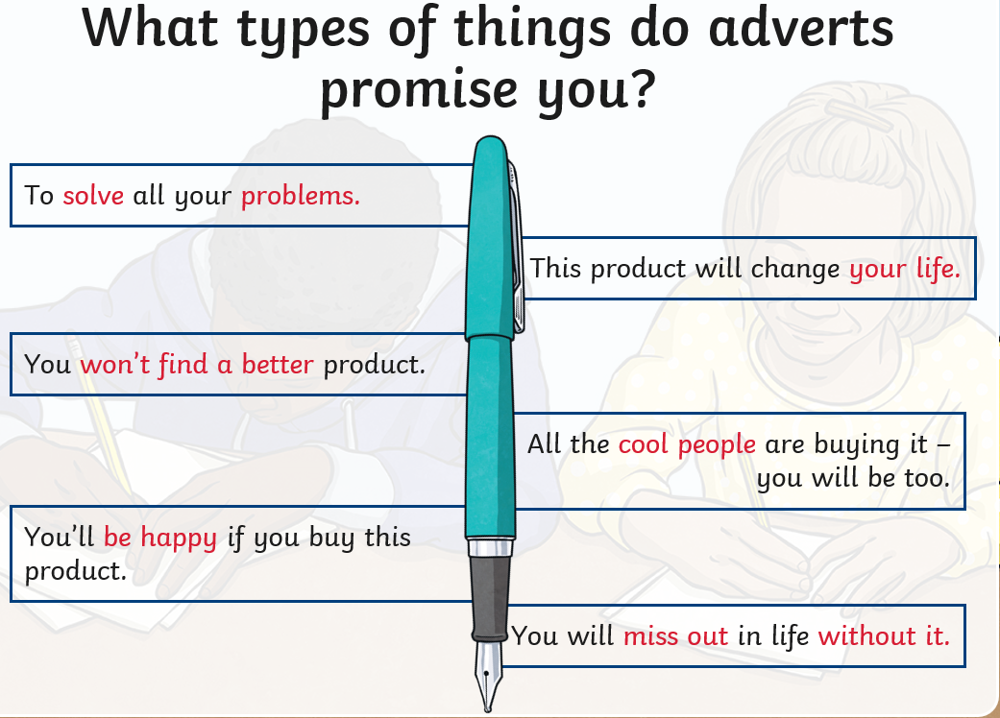 What types of things do adverts
promise you?
To solve all your problems.
This product will change your life.
You won't find a better product.
All the cool people are buying it –
you will be too.
You'll be happy if you buy this
product.
You will miss out in life without it.